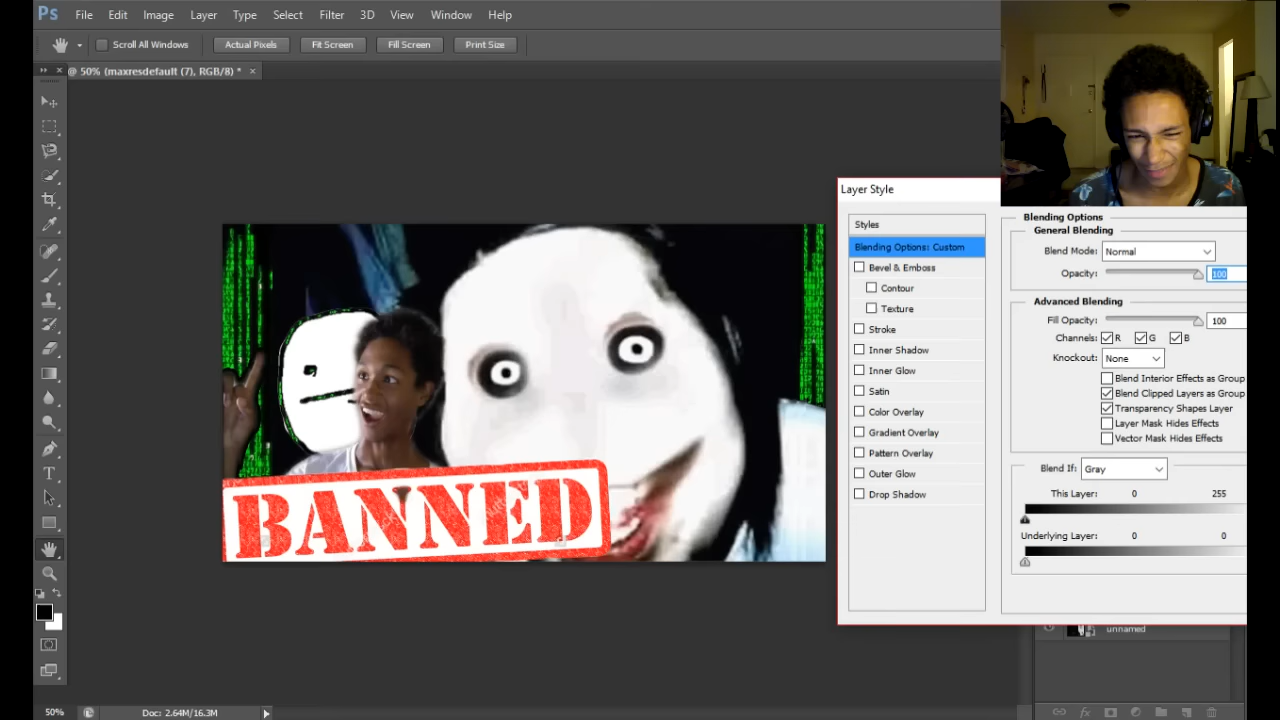 Ps File Edit Image Layer Type Select Filter 3D View Window Help
Scroll All Windows Actual Pixels Fit Screen Fill Screen Print Size
@ 50% (maxresdefault (7), RGB/8) * ×
Layer Style
Styles
Blending Options: Custom
Bevel & Emboss
Contour
Texture
Stroke
Inner Shadow
Inner Glow
Satin
Color Overlay
Gradient Overlay
Pattern Overlay
Outer Glow
Drop Shadow
Blending Options
General Blending
Blend Mode: Normal
Opacity: 100
Advanced Blending
Fill Opacity: 100
Channels: R G B
Knockout: None
Blend Interior Effects as Group
Blend Clipped Layers as Group
Transparency Shapes Layer
Layer Mask Hides Effects
Vector Mask Hides Effects
Blend If: Gray
This Layer: 0 255
Underlying Layer: 0 0
BANNED
unnamed
50% Doc: 2.64M/16.3M